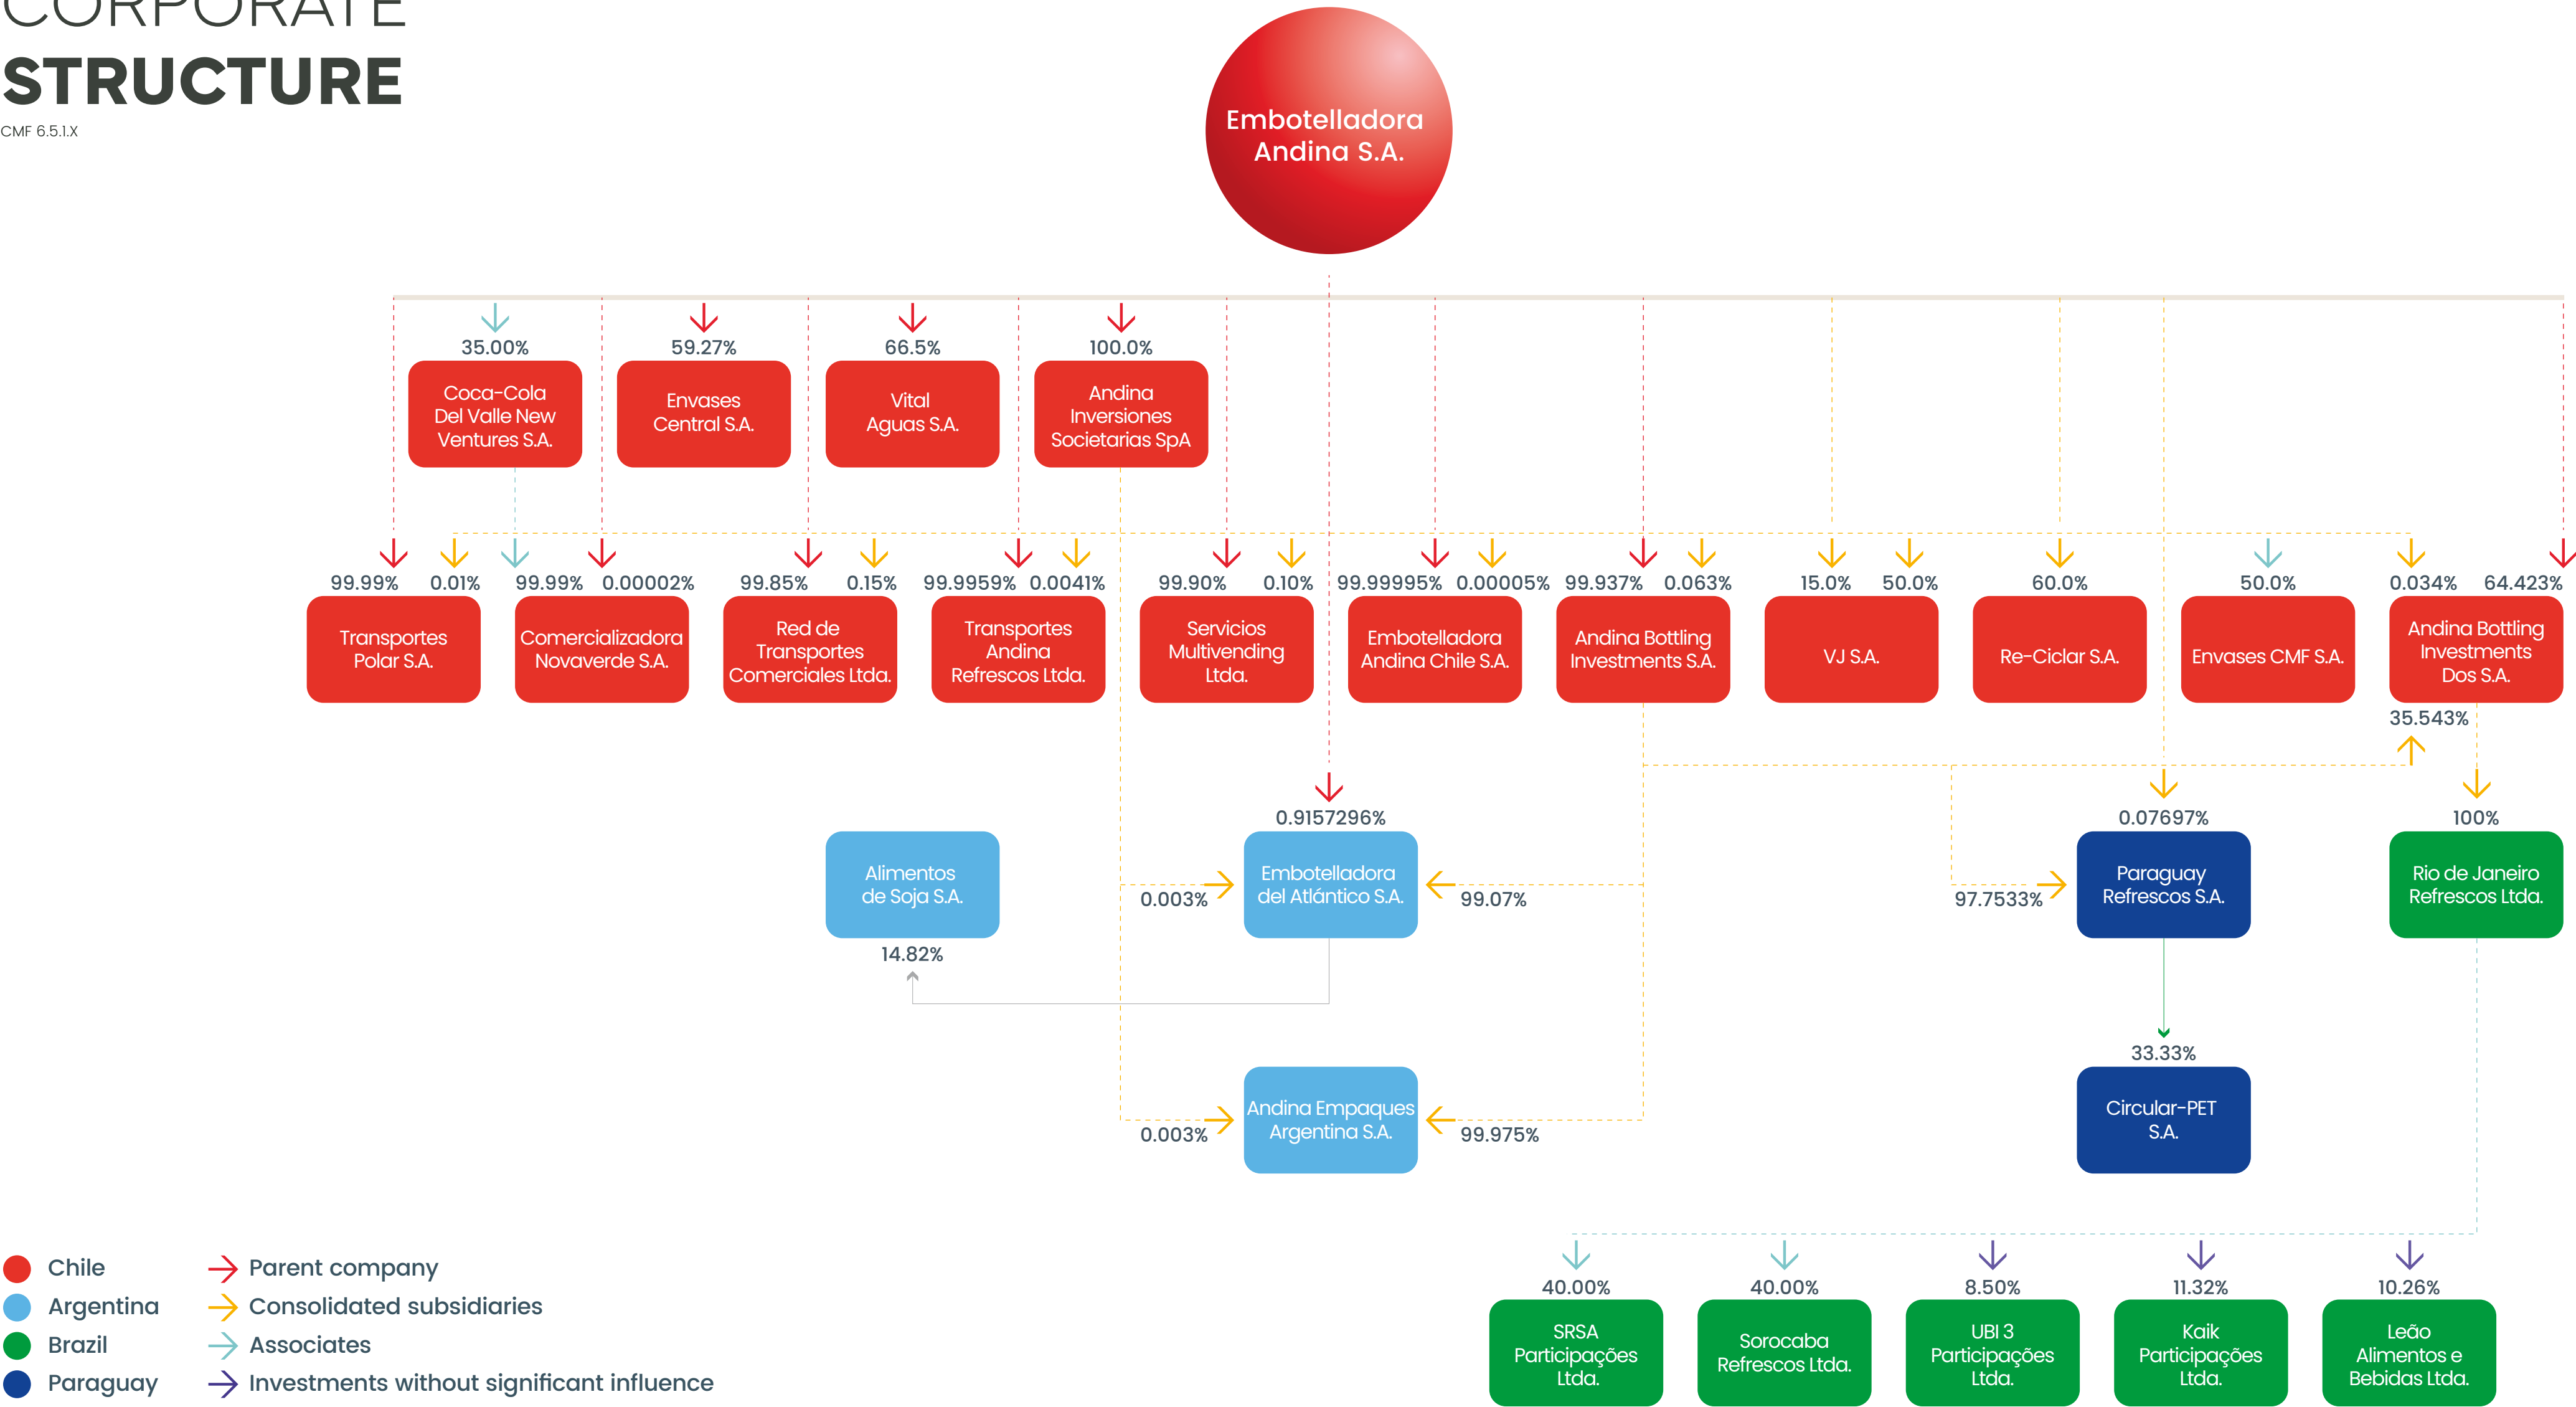 CORPORATE
STRUCTURE
CMF 6.5.1.X
Embotelladora
Andina S.A.
35.00%
59.27%
66.5%
100.0%
Coca-Cola
Del Valle New
Ventures S.A.
Envases
Central S.A.
Vital
Aguas S.A.
Andina
Inversiones
Societarias SpA
99.99%
0.01%
99.99%
0.00002%
99.85%
0.15%
99.9959%
0.0041%
99.90%
0.10%
99.99995%
0.00005%
99.937%
0.063%
15.0%
50.0%
60.0%
50.0%
0.034%
64.423%
Transportes
Polar S.A.
Comercializadora
Novaverde S.A.
Red de
Transportes
Comerciales Ltda.
Transportes
Andina
Refrescos Ltda.
Servicios
Multivending
Ltda.
Embotelladora
Andina Chile S.A.
Andina Bottling
Investments S.A.
VJ S.A.
Re-Ciclar S.A.
Envases CMF S.A.
Andina Bottling
Investments
Dos S.A.
35.543%
0.9157296%
0.07697%
100%
Alimentos
de Soja S.A.
14.82%
0.003%
Embotelladora
del Atlántico S.A.
99.07%
97.7533%
Paraguay
Refrescos S.A.
Rio de Janeiro
Refrescos Ltda.
33.33%
0.003%
Andina Empaques
Argentina S.A.
99.975%
Circular-PET
S.A.
40.00%
40.00%
8.50%
11.32%
10.26%
SRSA
Participações
Ltda.
Sorocaba
Refrescos Ltda.
UBI 3
Participações
Ltda.
Kaik
Participações
Ltda.
Leão
Alimentos e
Bebidas Ltda.
Chile
Argentina
Brazil
Paraguay
Parent company
Consolidated subsidiaries
Associates
Investments without significant influence